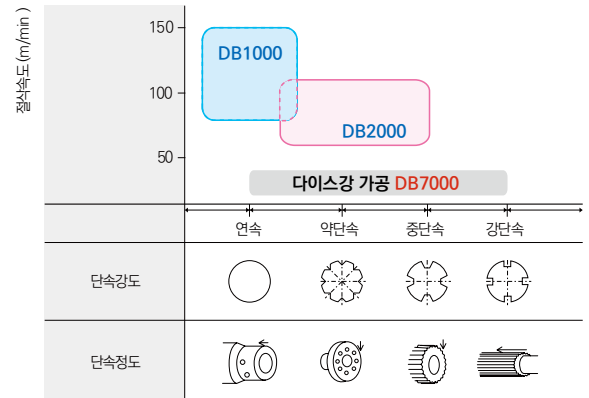 절삭속도(m/min)
150
DB1000
100
DB2000
50
다이스강 가공 DB7000
연속 약단속 중단속 강단속
단속강도
단속정도